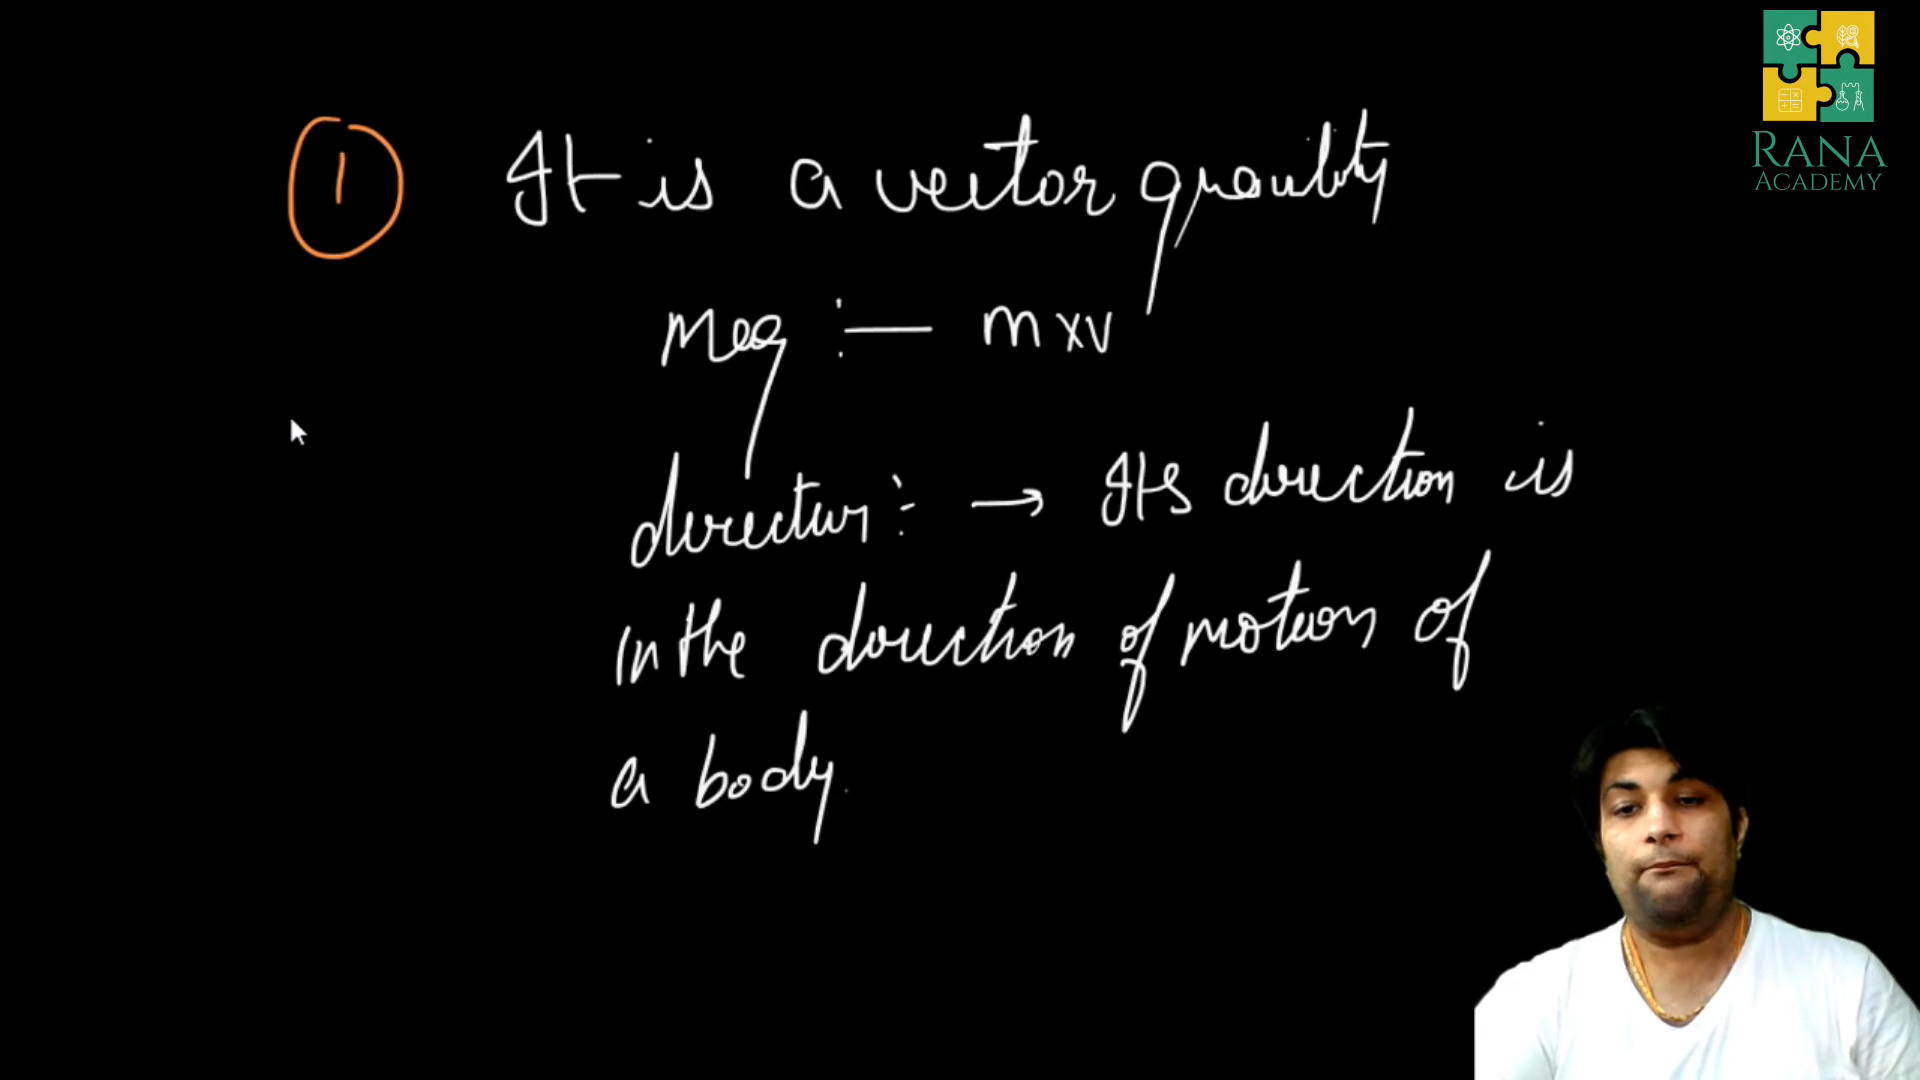 1 It is a vector quantity
Mag :- m x v
direction :- → Its direction is
in the direction of motion of
a body.
RANA
ACADEMY